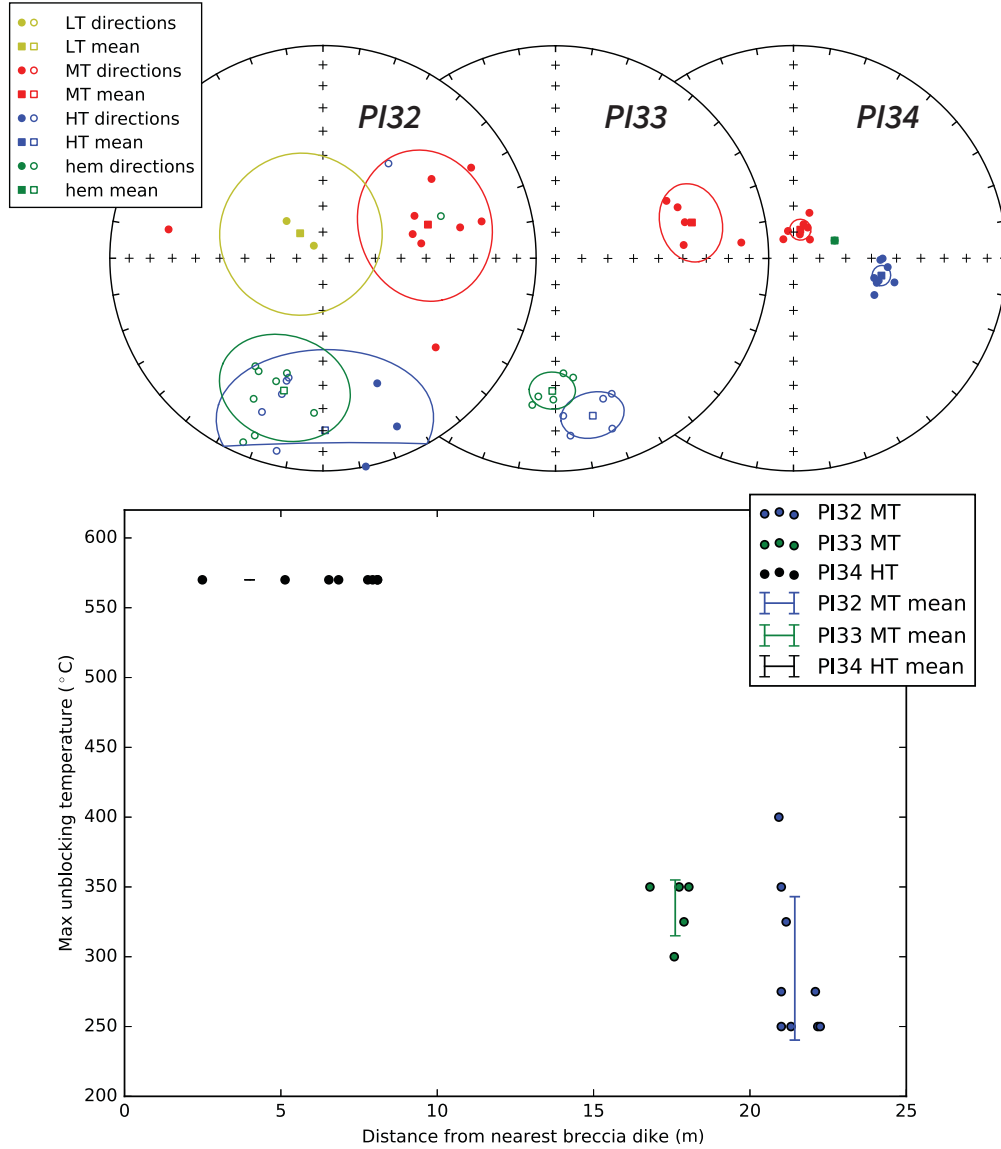 LT directions
LT mean
MT directions
MT mean
HT directions
HT mean
hem directions
hem mean
PI32
PI33
PI34
PI32 MT
PI33 MT
PI34 HT
PI32 MT mean
PI33 MT mean
PI34 HT mean
600
550
500
450
400
350
300
250
200
Max unblocking temperature (°C)
0 5 10 15 20 25
Distance from nearest breccia dike (m)